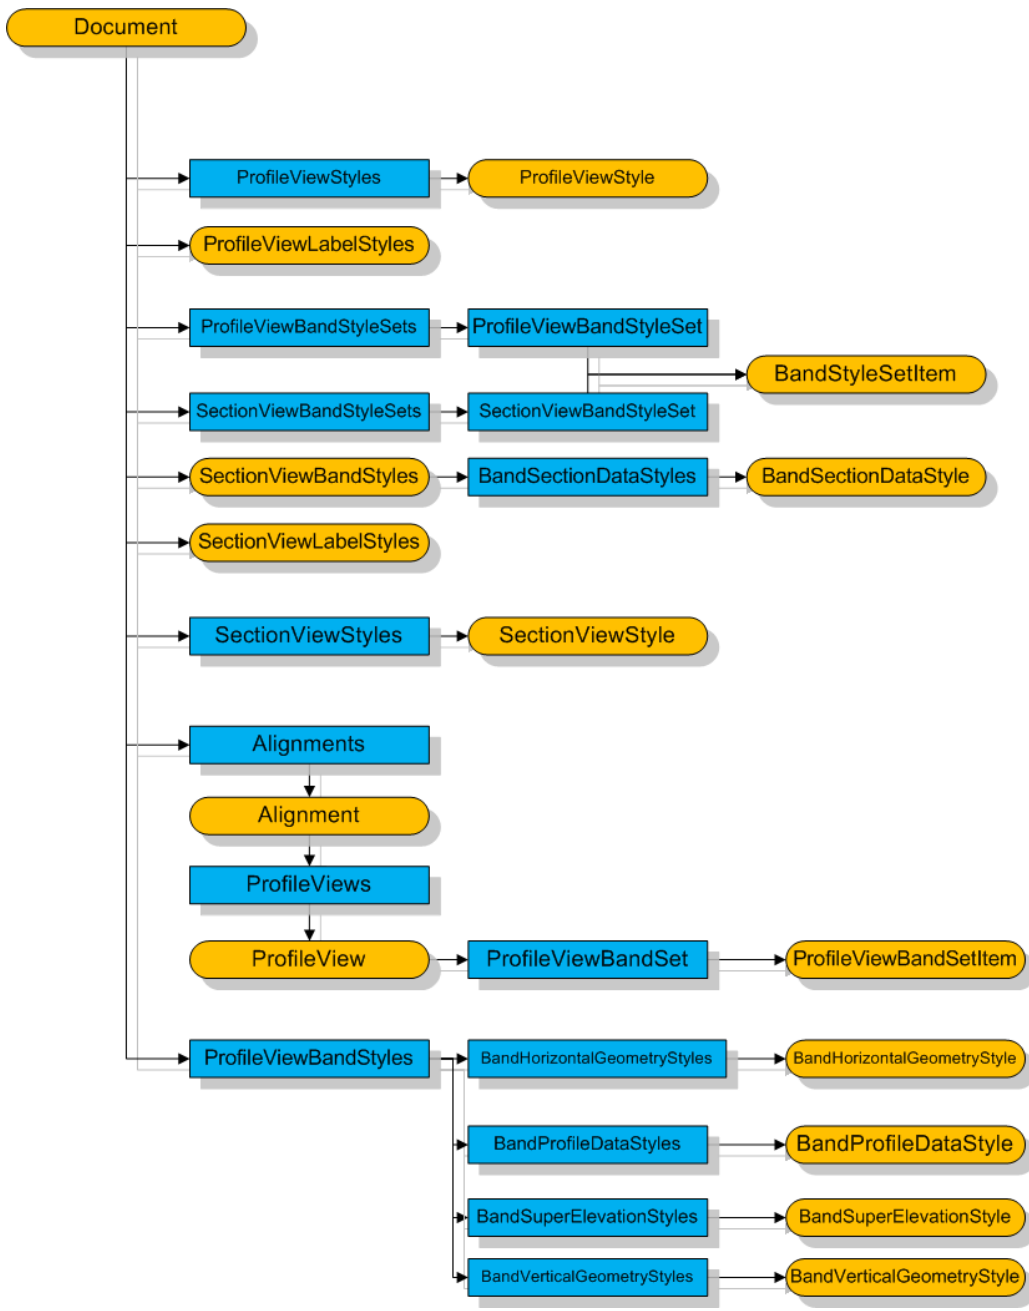 Document
ProfileViewStyles
ProfileViewStyle
ProfileViewLabelStyles
ProfileViewBandStyleSets
ProfileViewBandStyleSet
BandStyleSetItem
SectionViewBandStyleSets
SectionViewBandStyleSet
SectionViewBandStyles
BandSectionDataStyles
BandSectionDataStyle
SectionViewLabelStyles
SectionViewStyles
SectionViewStyle
Alignments
Alignment
ProfileViews
ProfileView
ProfileViewBandSet
ProfileViewBandSetItem
ProfileViewBandStyles
BandHorizontalGeometryStyles
BandHorizontalGeometryStyle
BandProfileDataStyles
BandProfileDataStyle
BandSuperElevationStyles
BandSuperElevationStyle
BandVerticalGeometryStyles
BandVerticalGeometryStyle